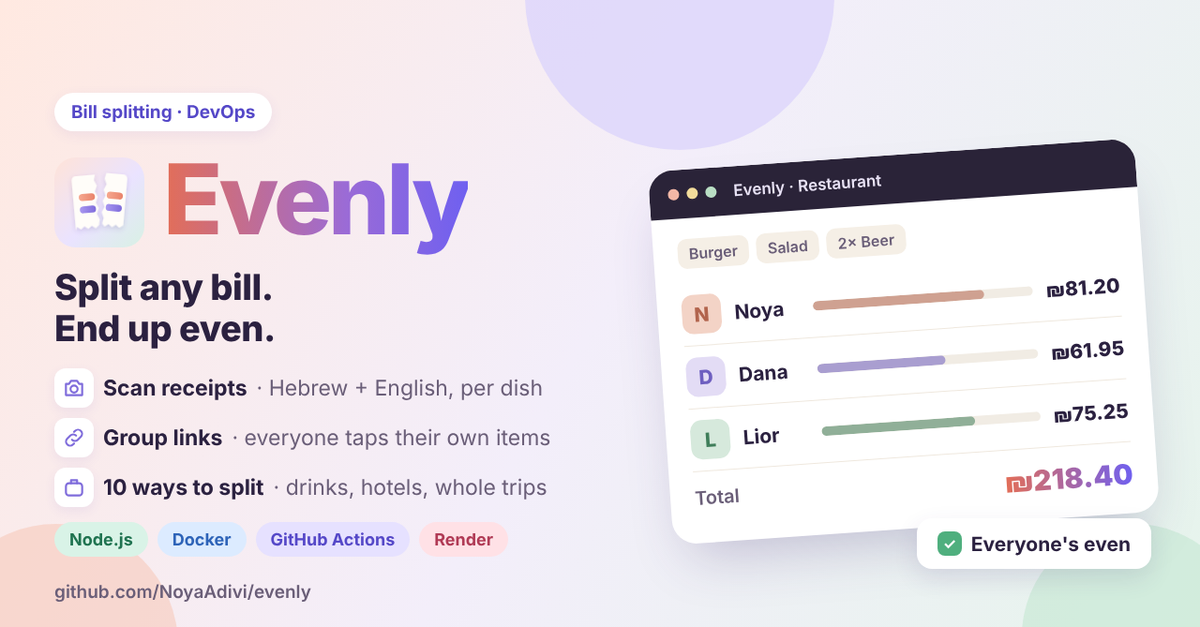 Bill splitting · DevOps
Evenly
Split any bill.
End up even.
Scan receipts · Hebrew + English, per dish
Group links · everyone taps their own items
10 ways to split · drinks, hotels, whole trips
Node.js Docker GitHub Actions Render
github.com/NoyaAdivi/evenly
Evenly · Restaurant
Burger Salad 2× Beer
N Noya ₪81.20
D Dana ₪61.95
L Lior ₪75.25
Total ₪218.40
Everyone's even